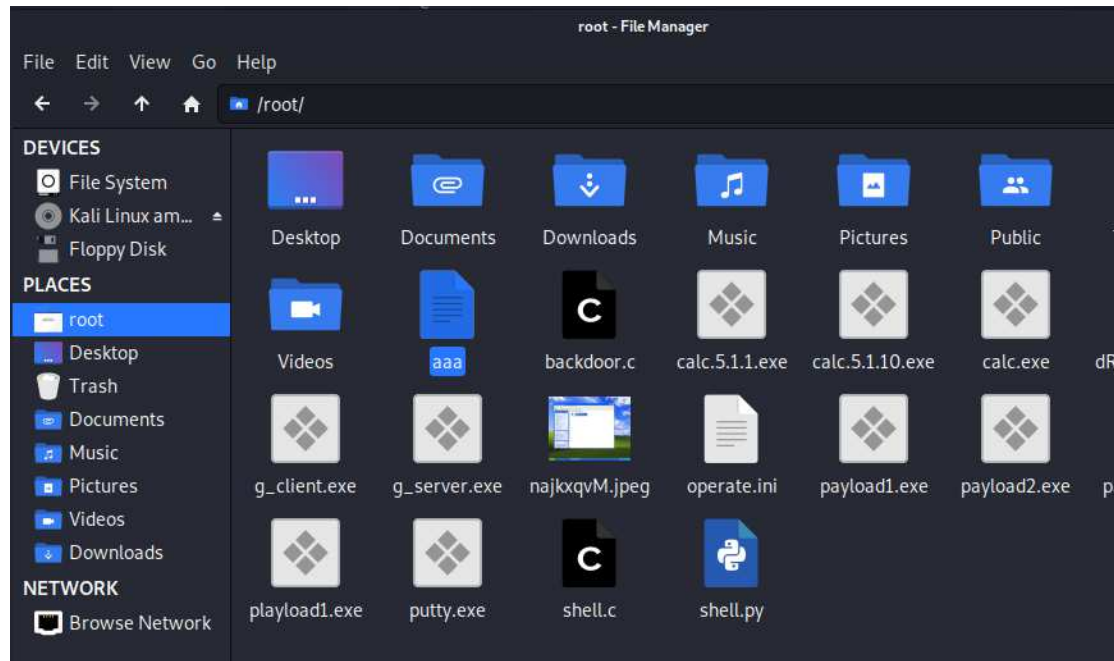 root - File Manager
File Edit View Go Help
/root/
DEVICES
File System
Kali Linux am...
Floppy Disk
PLACES
root
Desktop
Trash
Documents
Music
Pictures
Videos
Downloads
NETWORK
Browse Network
Desktop Documents Downloads Music Pictures Public
Videos aaa backdoor.c calc.5.1.1.exe calc.5.1.10.exe calc.exe dR
g_client.exe g_server.exe najkxqvM.jpeg operate.ini payload1.exe payload2.exe p
playload1.exe putty.exe shell.c shell.py